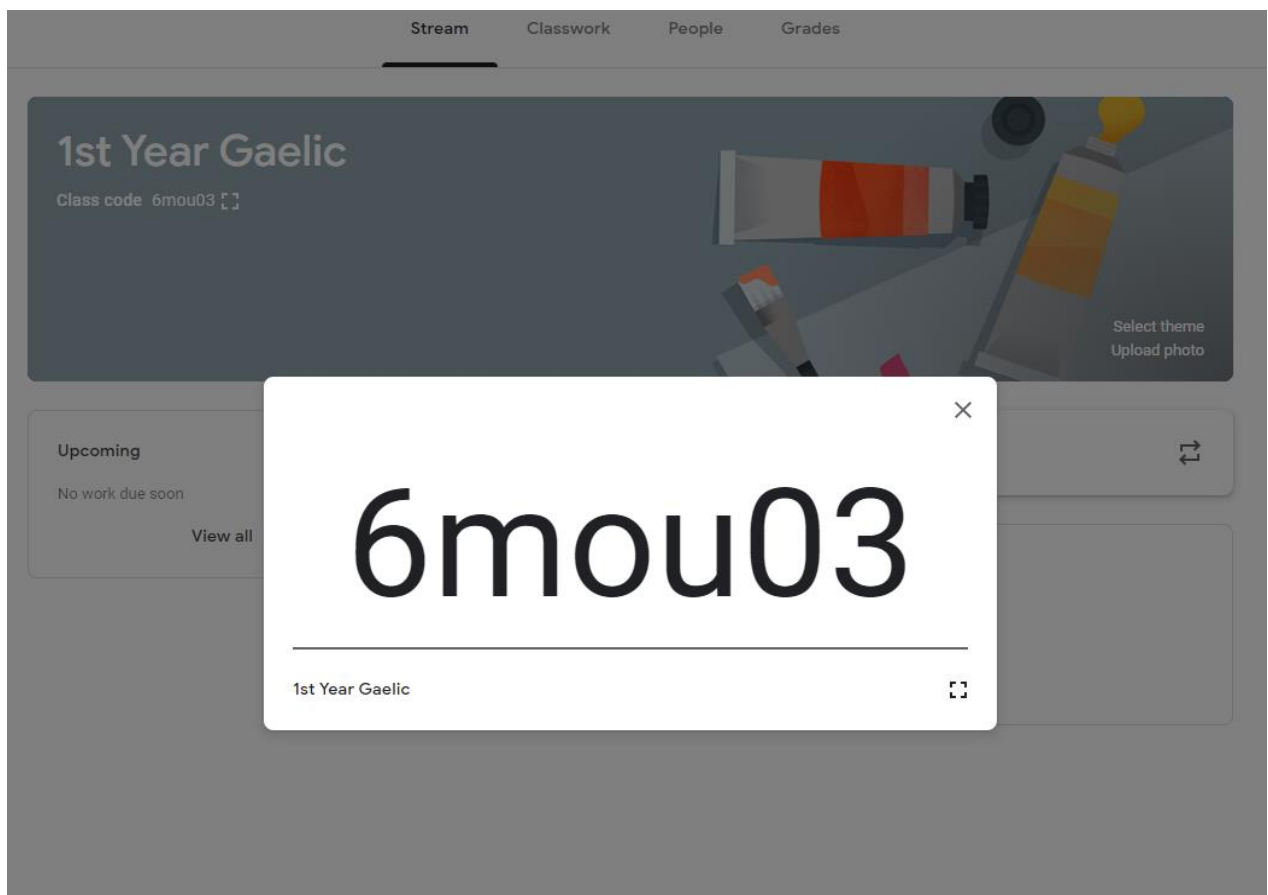 Stream Classwork People Grades
1st Year Gaelic
Class code 6mou03
Select theme
Upload photo
Upcoming
No work due soon
View all
6mou03
1st Year Gaelic